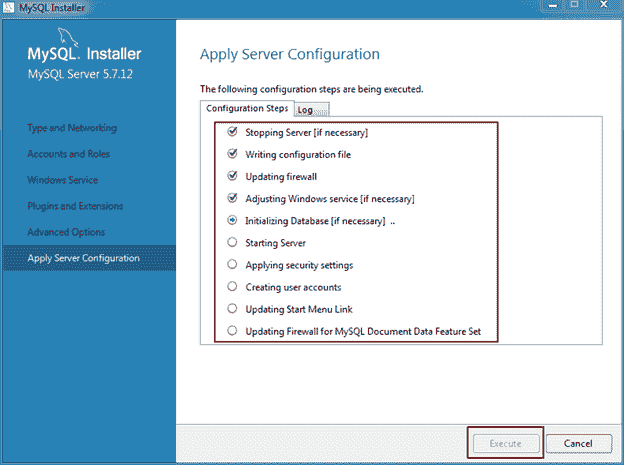 MySQL Installer
MySQL. Installer
MySQL Server 5.7.12
Type and Networking
Accounts and Roles
Windows Service
Plugins and Extensions
Advanced Options
Apply Server Configuration
Apply Server Configuration
The following configuration steps are being executed.
Configuration Steps Log
Stopping Server [if necessary]
Writing configuration file
Updating firewall
Adjusting Windows service [if necessary]
Initializing Database [if necessary] ..
Starting Server
Applying security settings
Creating user accounts
Updating Start Menu Link
Updating Firewall for MySQL Document Data Feature Set
Execute Cancel